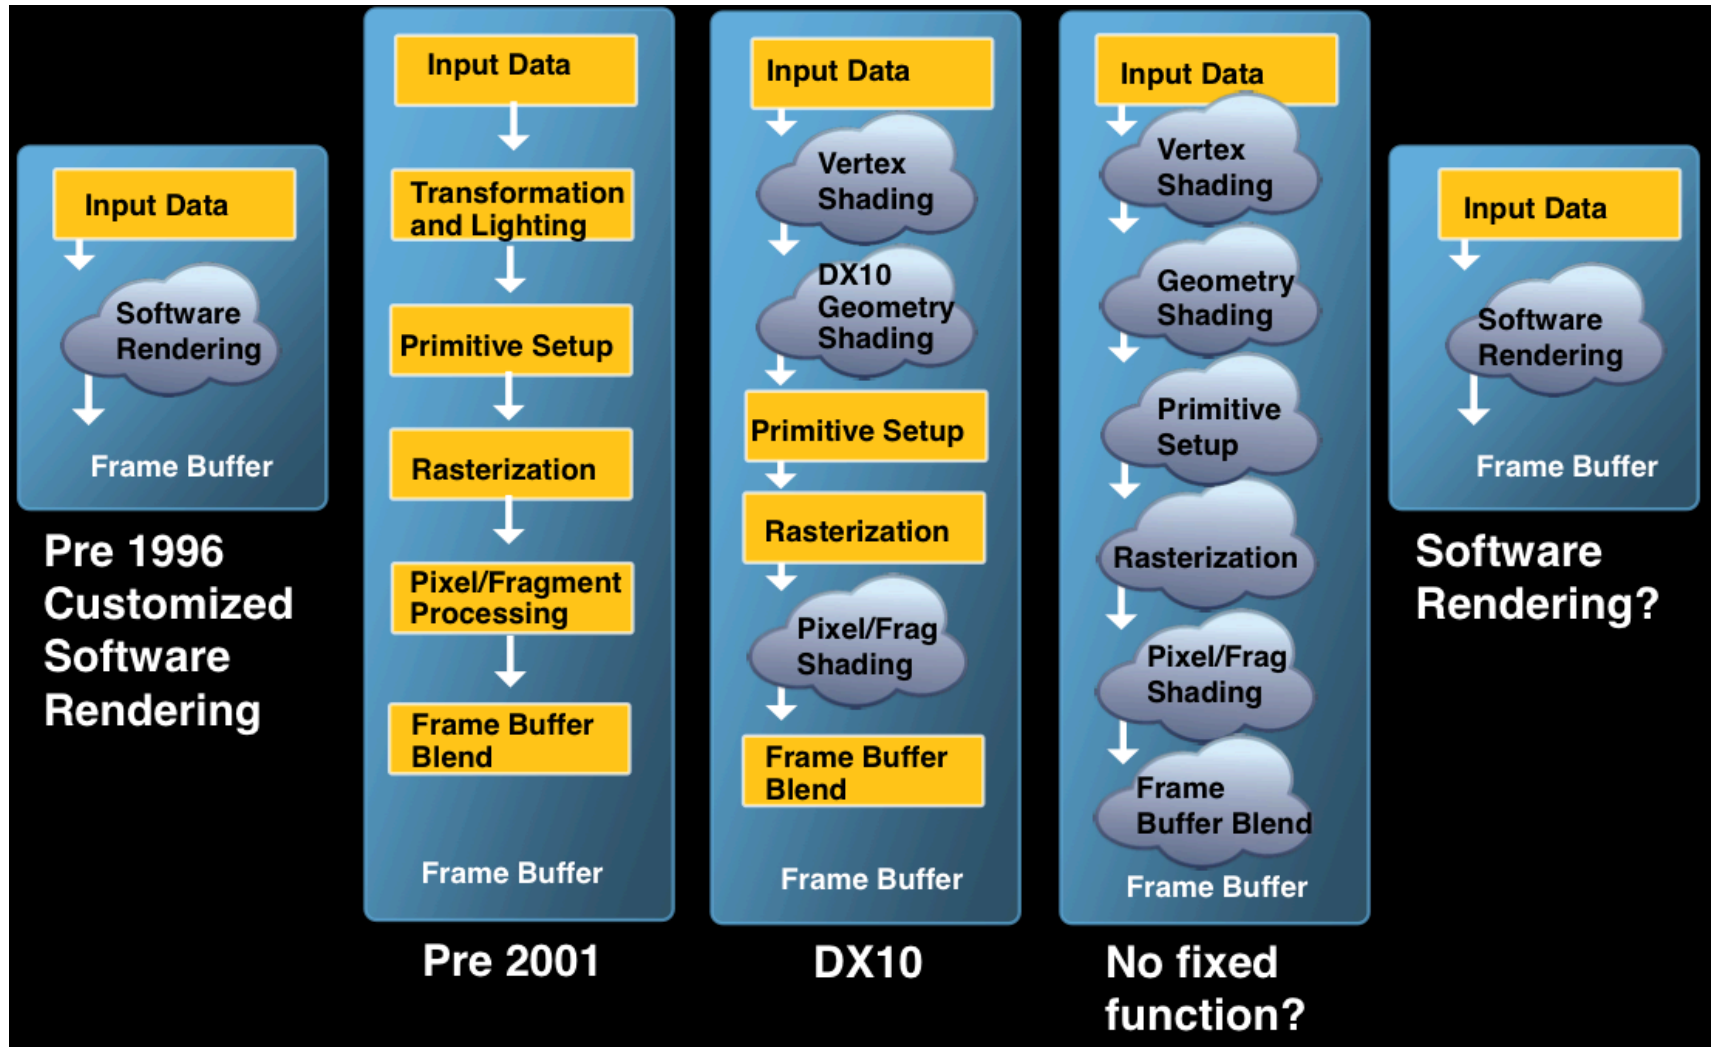 Input Data
Software
Rendering
Frame Buffer
Pre 1996
Customized
Software
Rendering
Input Data
Transformation
and Lighting
Primitive Setup
Rasterization
Pixel/Fragment
Processing
Frame Buffer
Blend
Frame Buffer
Pre 2001
Input Data
Vertex
Shading
DX10
Geometry
Shading
Primitive Setup
Rasterization
Pixel/Frag
Shading
Frame Buffer
Blend
Frame Buffer
DX10
Input Data
Vertex
Shading
Geometry
Shading
Primitive
Setup
Rasterization
Pixel/Frag
Shading
Frame
Buffer Blend
Frame Buffer
No fixed
function?
Input Data
Software
Rendering
Frame Buffer
Software
Rendering?